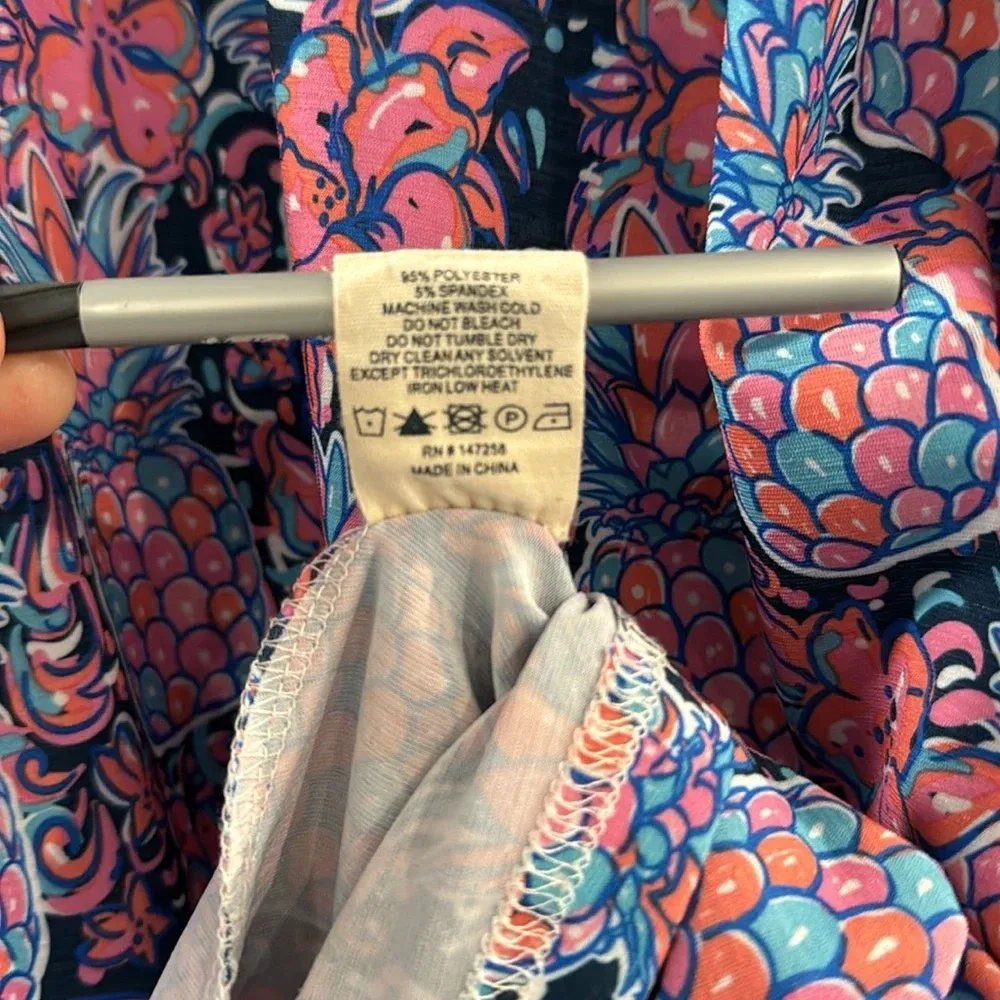 95% POLYESTER
5% SPANDEX
MACHINE WASH COLD
DO NOT BLEACH
DO NOT TUMBLE DRY
DRY CLEAN ANY SOLVENT
EXCEPT TRICHLOROETHYLENE
IRON LOW HEAT
P
RN # 147258
MADE IN CHINA